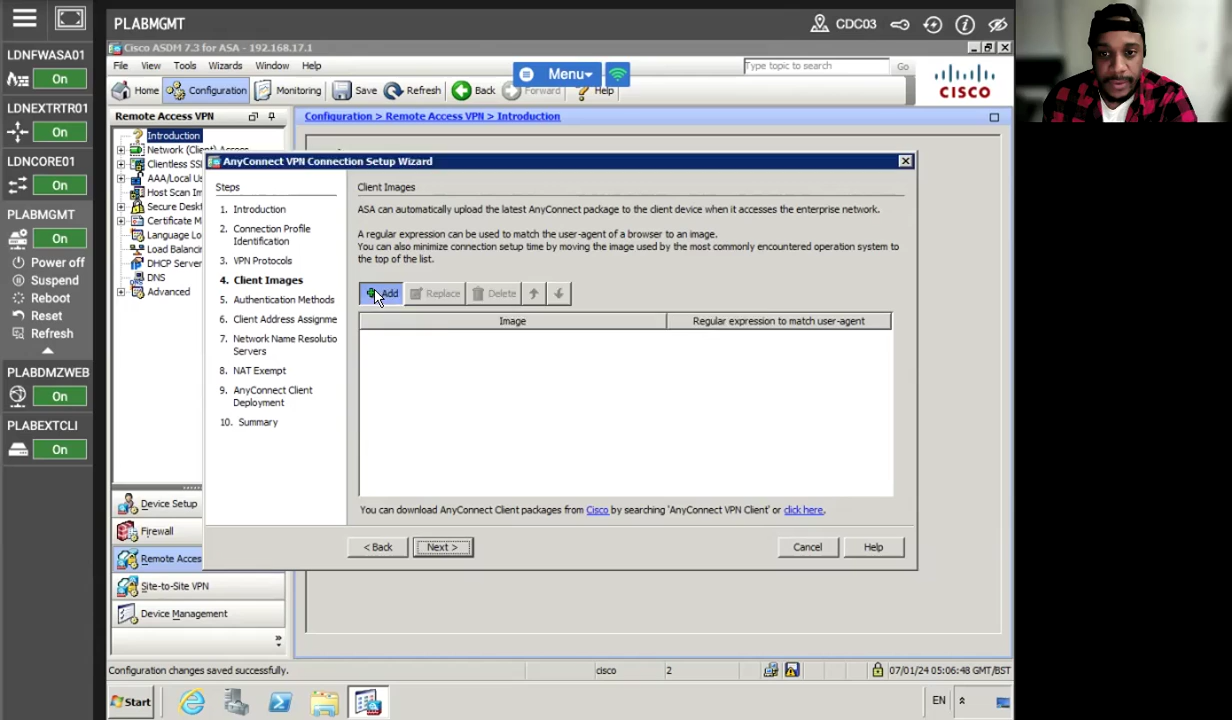 PLABMGMT
CDC03
LDNFWASA01
On
LDNEXTRTR01
On
LDNCORE01
On
PLABMGMT
On
Power off
Suspend
Reboot
Reset
Refresh
PLABDMZWEB
On
PLABEXTCLI
On
Cisco ASDM 7.3 for ASA - 192.168.17.1
File View Tools Wizards Window Help
Menu
Type topic to search
Go
Home Configuration Monitoring Save Refresh Back Forward Help
CISCO
Remote Access VPN
Configuration > Remote Access VPN > Introduction
Introduction
Network (Client) Access
Clientless SS
AAA/Local Us
Host Scan Im
Secure Deskt
Certificate M
Language Lo
Load Balanci
DHCP Server
DNS
Advanced
Device Setup
Firewall
Remote Acces
Site-to-Site VPN
Device Management
»
AnyConnect VPN Connection Setup Wizard
Steps
1. Introduction
2. Connection Profile
Identification
3. VPN Protocols
4. Client Images
5. Authentication Methods
6. Client Address Assignme
7. Network Name Resolutio
Servers
8. NAT Exempt
9. AnyConnect Client
Deployment
10. Summary
Client Images
ASA can automatically upload the latest AnyConnect package to the client device when it accesses the enterprise network.
A regular expression can be used to match the user-agent of a browser to an image.
You can also minimize connection setup time by moving the image used by the most commonly encountered operation system to
the top of the list.
Add Replace Delete
Image Regular expression to match user-agent
You can download AnyConnect Client packages from Cisco by searching 'AnyConnect VPN Client' or click here.
< Back Next > Cancel Help
Configuration changes saved successfully.
cisco
2
07/01/24 05:06:48 GMT/BST
Start
EN